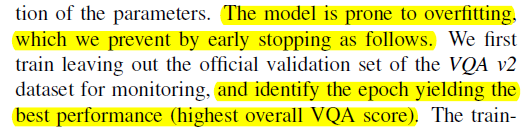 tion of the parameters. The model is prone to overfitting,
which we prevent by early stopping as follows. We first
train leaving out the official validation set of the VQA v2
dataset for monitoring, and identify the epoch yielding the
best performance (highest overall VQA score). The train-